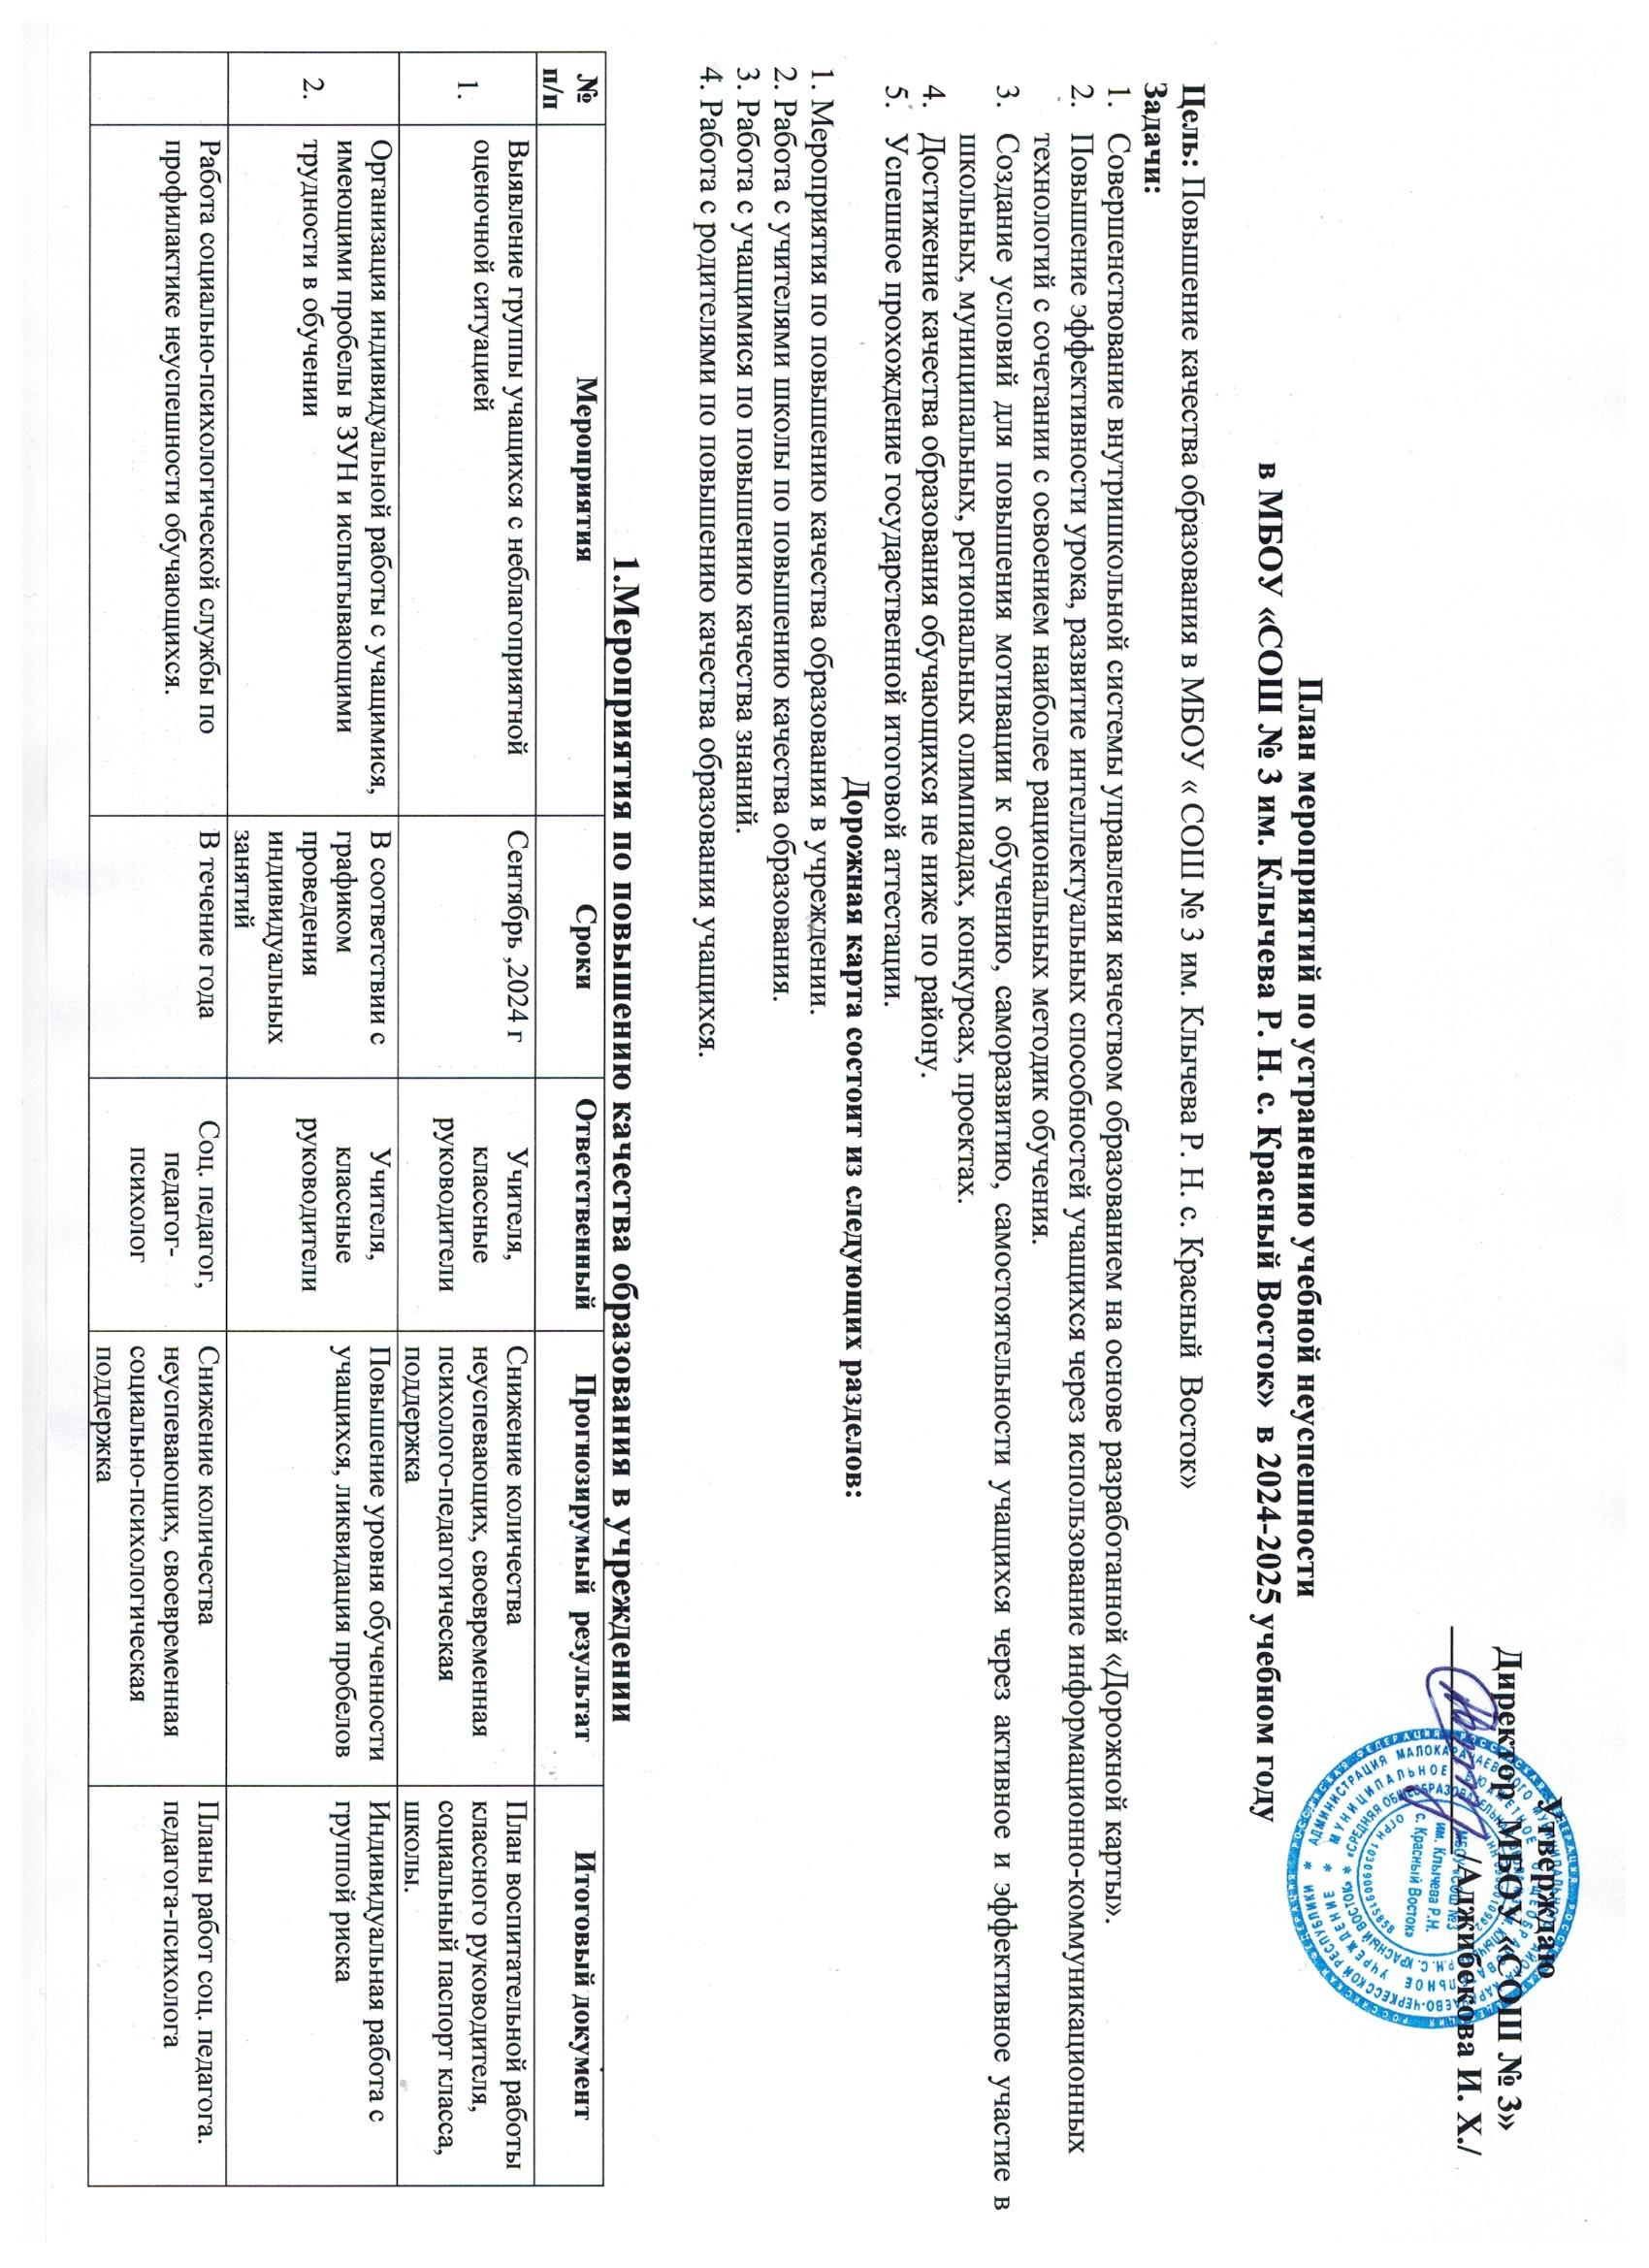 Утверждаю
Директор МБОУ «СОШ № 3»
/Алжибекова И. Х./
План мероприятий по устранению учебной неуспешности
в МБОУ «СОШ № 3 им. Клычева Р. Н. с. Красный Восток» в 2024-2025 учебном году
Цель: Повышение качества образования в МБОУ « СОШ № 3 им. Клычева Р. Н. с. Красный Восток»
Задачи:
1. Совершенствование внутришкольной системы управления качеством образованием на основе разработанной «Дорожной карты».
2. Повышение эффективности урока, развитие интеллектуальных способностей учащихся через использование информационно-коммуникационных
технологий с сочетании с освоением наиболее рациональных методик обучения.
3. Создание условий для повышения мотивации к обучению, саморазвитию, самостоятельности учащихся через активное и эффективное участие в
школьных, муниципальных, региональных олимпиадах, конкурсах, проектах.
4. Достижение качества образования обучающихся не ниже по району.
5. Успешное прохождение государственной итоговой аттестации.
Дорожная карта состоит из следующих разделов:
1. Мероприятия по повышению качества образования в учреждении.
2. Работа с учителями школы по повышению качества образования.
3. Работа с учащимися по повышению качества знаний.
4. Работа с родителями по повышению качества образования учащихся.
1.Мероприятия по повышению качества образования в учреждении
№
п/п
Мероприятия
Сроки
Ответственный
Прогнозирумый результат
Итоговый документ
1.
Выявление группы учащихся с неблагоприятной
оценочной ситуацией
Сентябрь ,2024 г
Учителя,
классные
руководители
Снижение количества
неуспевающих, своевременная
психолого-педагогическая
поддержка
План воспитательной работы
классного руководителя,
социальный паспорт класса,
школы.
2.
Организация индивидуальной работы с учащимися,
имеющими пробелы в ЗУН и испытывающими
трудности в обучении
В соответствии с
графиком
проведения
индивидуальных
занятий
Учителя,
классные
руководители
Повышение уровня обученности
учащихся, ликвидация пробелов
Индивидуальная работа с
группой риска
Работа социально-психологической службы по
профилактике неуспешности обучающихся.
В течение года
Соц. педагог,
педагог-
психолог
Снижение количества
неуспевающих, своевременная
социально-психологическая
поддержка
Планы работ соц. педагога.
педагога-психолога
МБОУ «СОШ №3
им. Клычева Р.Н.
с. Красный Восток»